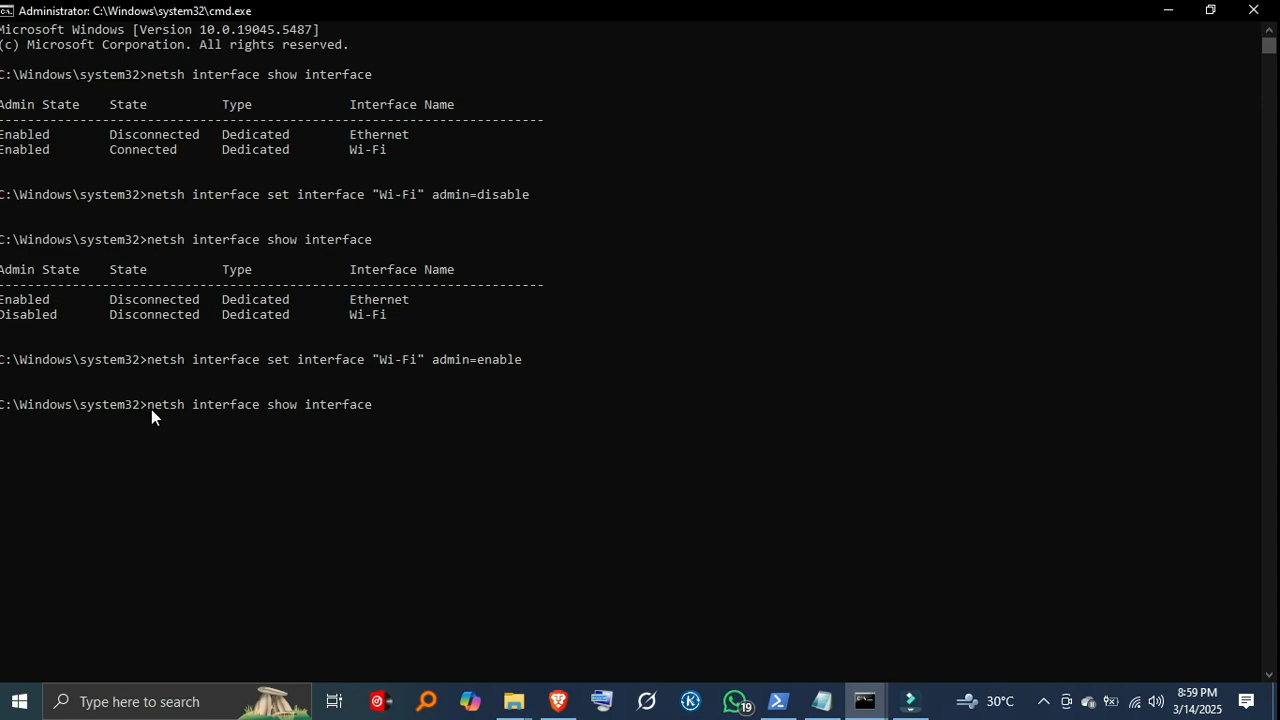 Administrator: C:\Windows\system32\cmd.exe
Microsoft Windows [Version 10.0.19045.5487]
(c) Microsoft Corporation. All rights reserved.
C:\Windows\system32>netsh interface show interface
Admin State    State          Type             Interface Name
-------------------------------------------------------------------------
Enabled        Disconnected   Dedicated        Ethernet
Enabled        Connected      Dedicated        Wi-Fi
C:\Windows\system32>netsh interface set interface "Wi-Fi" admin=disable
C:\Windows\system32>netsh interface show interface
Admin State    State          Type             Interface Name
-------------------------------------------------------------------------
Enabled        Disconnected   Dedicated        Ethernet
Disabled       Disconnected   Dedicated        Wi-Fi
C:\Windows\system32>netsh interface set interface "Wi-Fi" admin=enable
C:\Windows\system32>netsh interface show interface
Type here to search
19
30°C
8:59 PM
3/14/2025